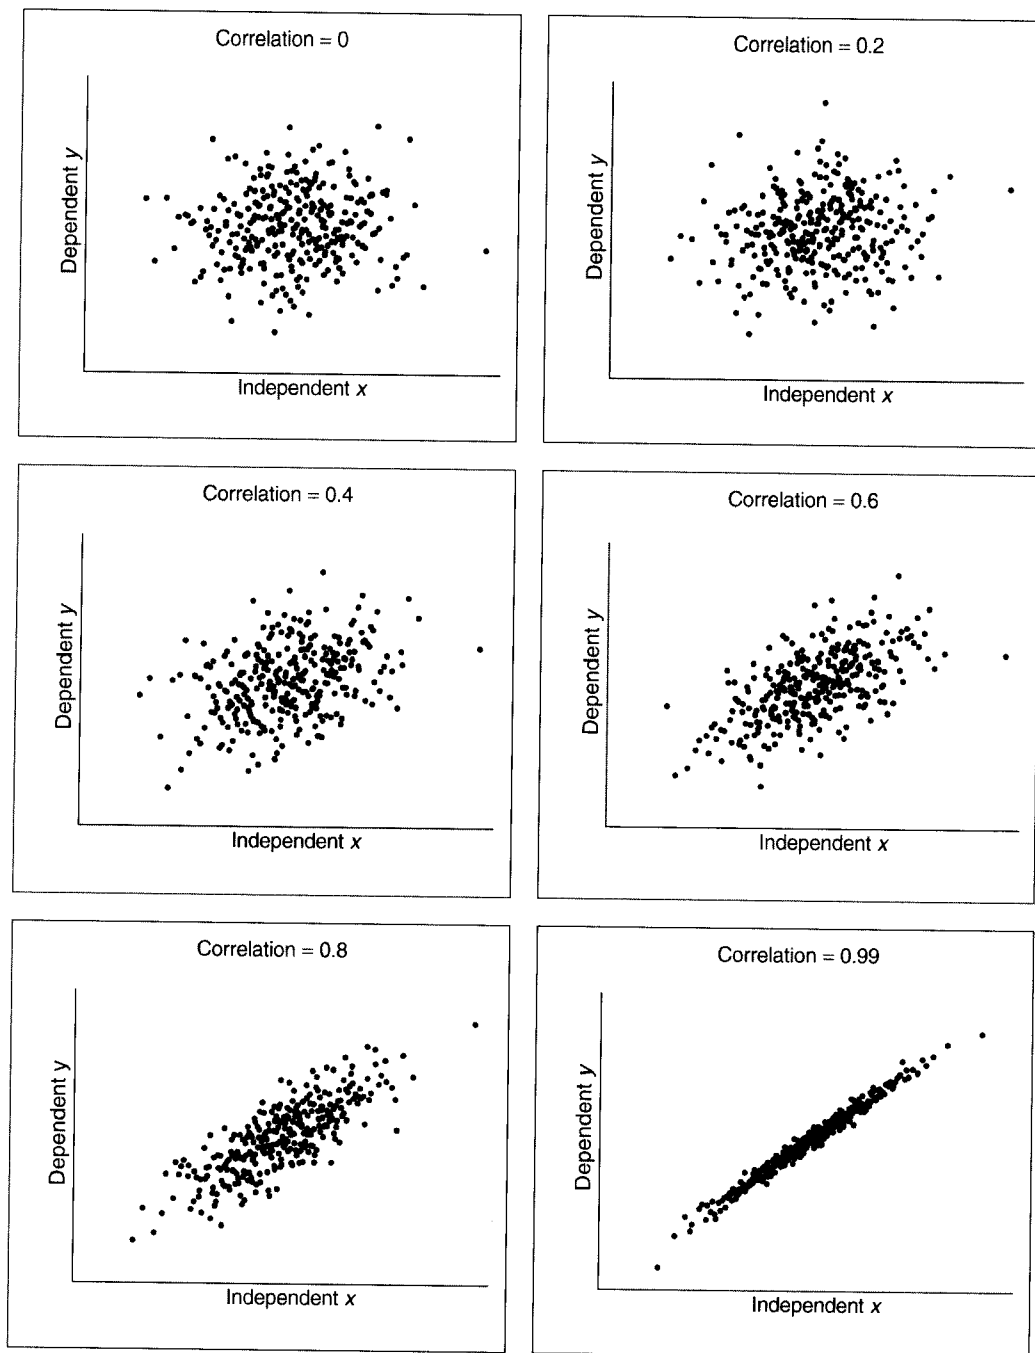 Correlation = 0
Dependent y
Independent x
Correlation = 0.2
Dependent y
Independent x
Correlation = 0.4
Dependent y
Independent x
Correlation = 0.6
Dependent y
Independent x
Correlation = 0.8
Dependent y
Independent x
Correlation = 0.99
Dependent y
Independent x